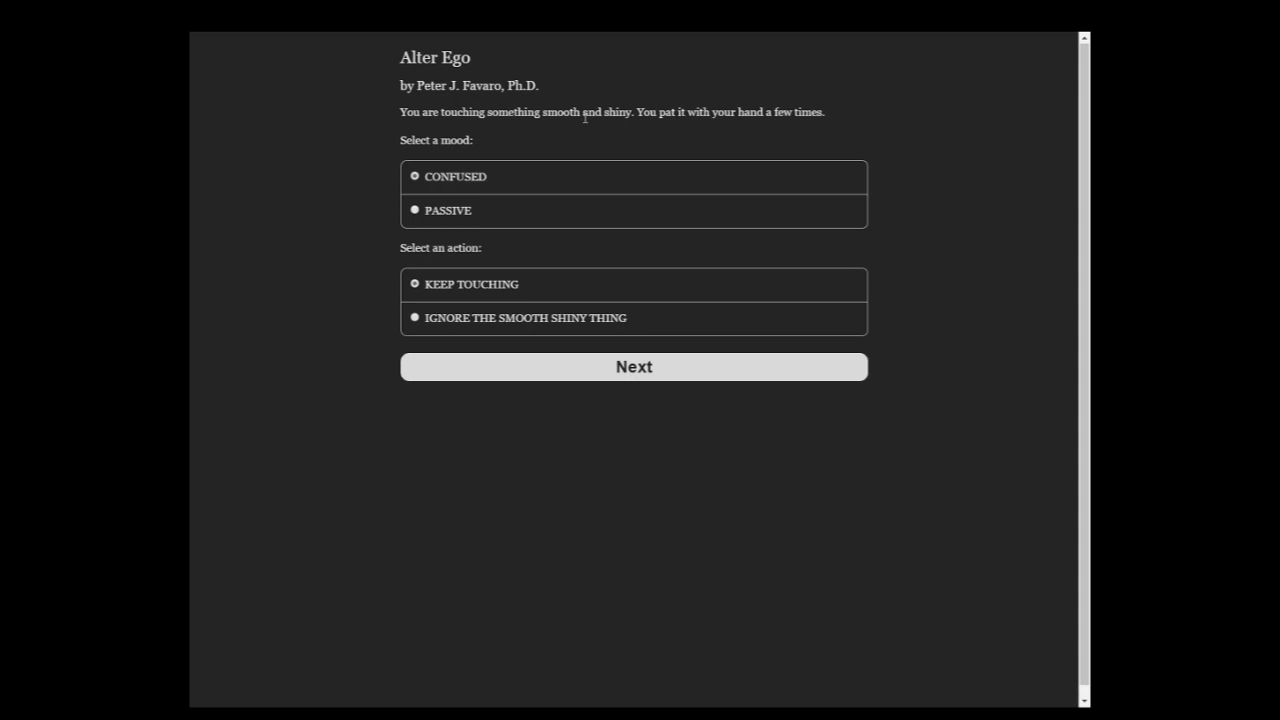 Alter Ego
by Peter J. Favaro, Ph.D.
You are touching something smooth and shiny. You pat it with your hand a few times.
Select a mood:
CONFUSED
PASSIVE
Select an action:
KEEP TOUCHING
IGNORE THE SMOOTH SHINY THING
Next